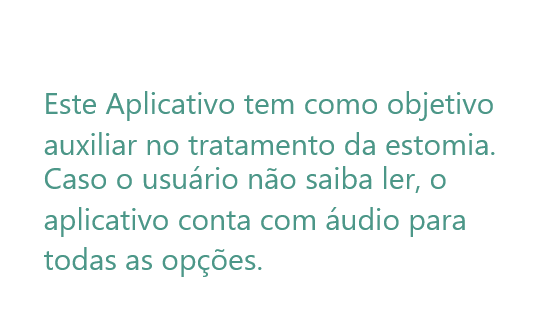 Este Aplicativo tem como objetivo
auxiliar no tratamento da estomia.
Caso o usuário não saiba ler, o
aplicativo conta com áudio para
todas as opções.